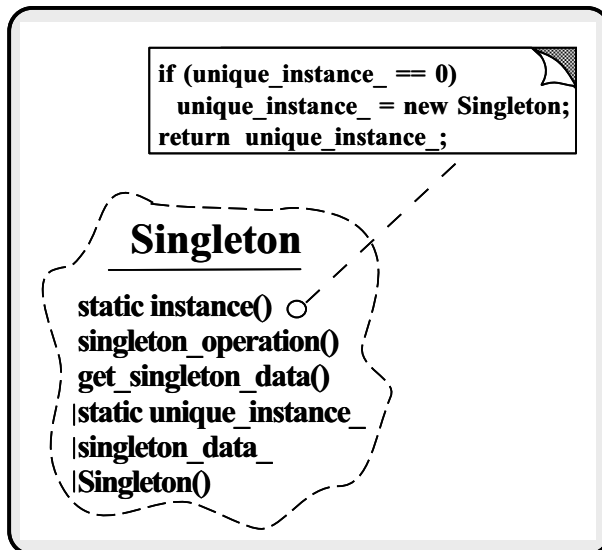 if (unique_instance_ == 0)
unique_instance_ = new Singleton;
return unique_instance_;
Singleton
static instance()
singleton_operation()
get_singleton_data()
|static unique_instance_
|singleton_data_
|Singleton()